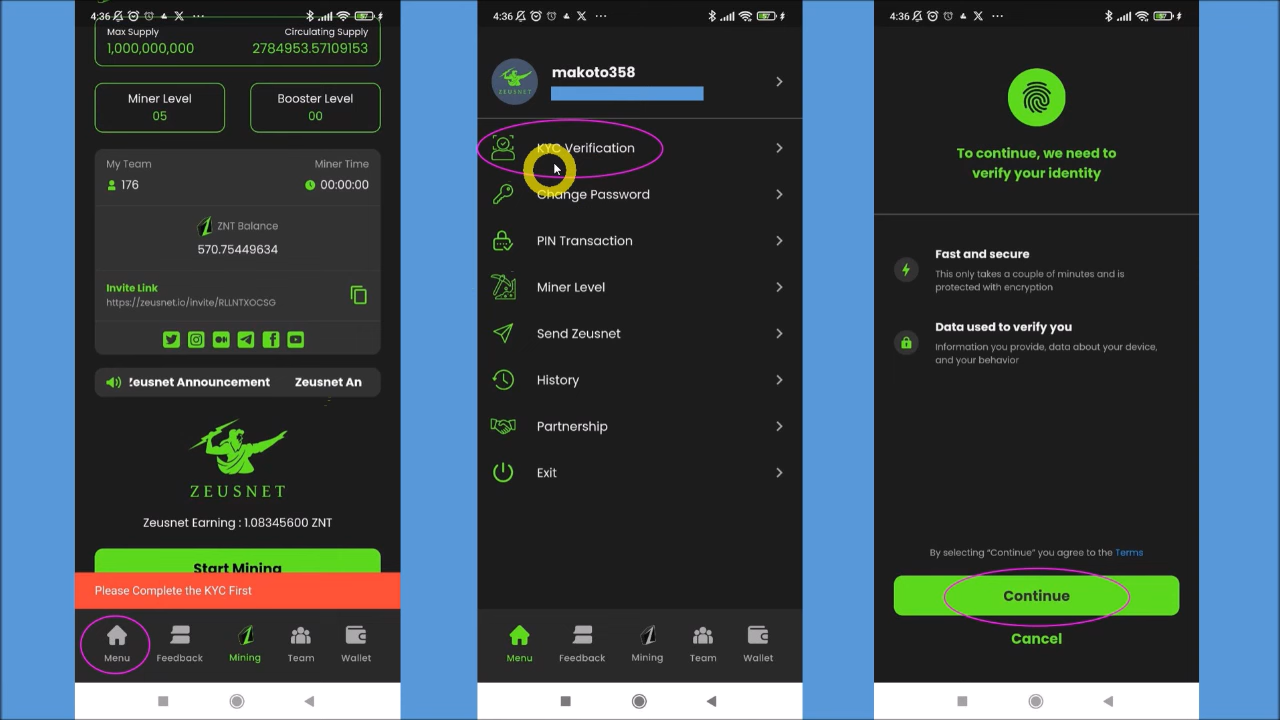 4:36
57
Max Supply
Circulating Supply
1,000,000,000
2784953.57109153
Miner Level
05
Booster Level
00
My Team
Miner Time
176
00:00:00
ZNT Balance
570.75449634
Invite Link
https://zeusnet.io/invite/RLLNTXOCSG
Zeusnet Announcement
Zeusnet An
ZEUSNET
Zeusnet Earning : 1.08345600 ZNT
Start Mining
Please Complete the KYC First
Menu
Feedback
Mining
Team
Wallet
4:36
57
ZEUSNET
makoto358
KYC Verification
Change Password
PIN Transaction
Miner Level
Send Zeusnet
History
Partnership
Exit
Menu
Feedback
Mining
Team
Wallet
4:36
57
To continue, we need to
verify your identity
Fast and secure
This only takes a couple of minutes and is
protected with encryption
Data used to verify you
Information you provide, data about your device,
and your behavior
By selecting “Continue” you agree to the Terms
Continue
Cancel